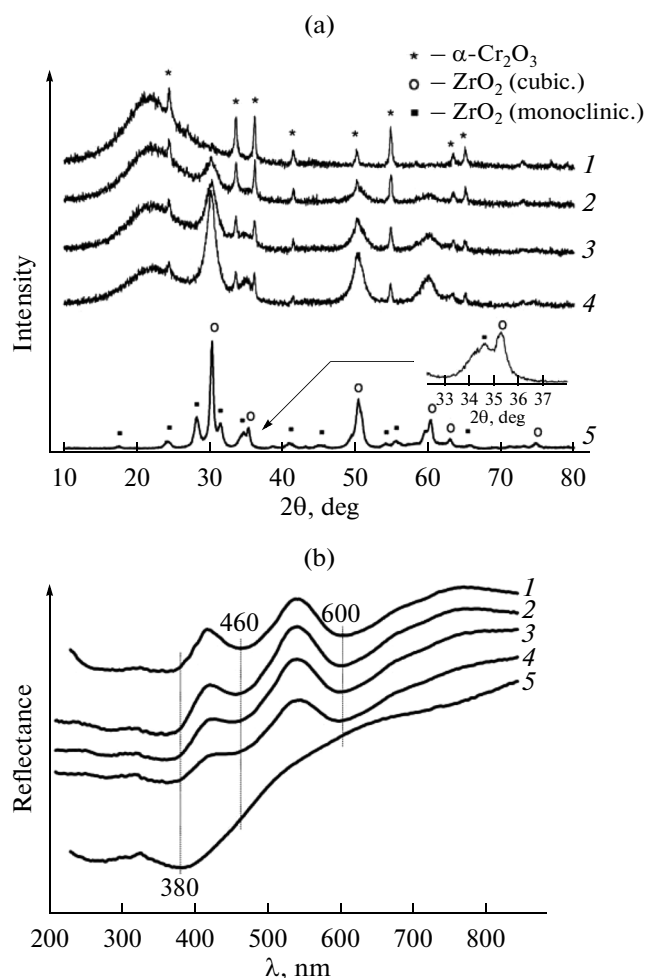 (a)
* – α-Cr₂O₃
o – ZrO₂ (cubic.)
▪ – ZrO₂ (monoclinic.)
Intensity
1
2
3
4
5
33 34 35 36 37
2θ, deg
10 20 30 40 50 60 70 80
2θ, deg
(b)
Reflectance
460
600
380
1
2
3
4
5
200 300 400 500 600 700 800
λ, nm